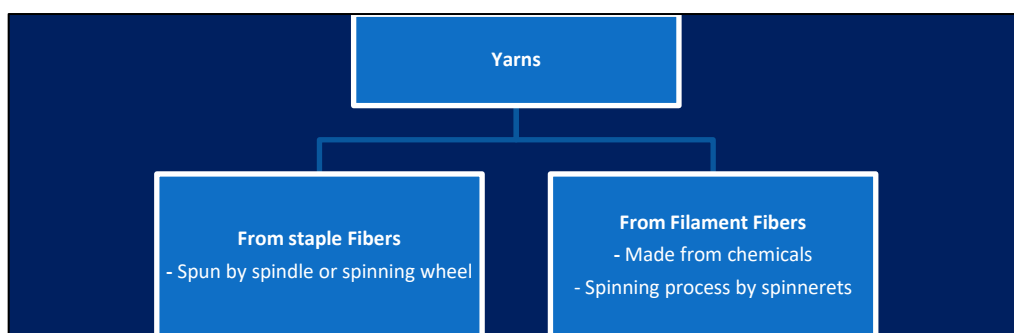 Yarns
From staple Fibers
- Spun by spindle or spinning wheel
From Filament Fibers
- Made from chemicals
- Spinning process by spinnerets